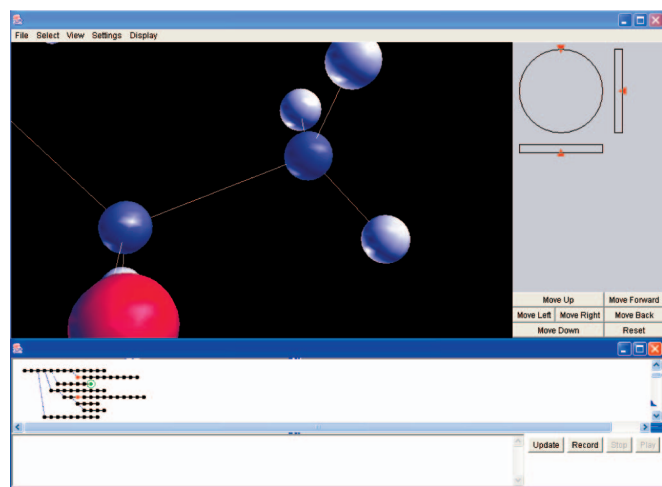 File Select View Settings Display
Move Up Move Forward
Move Left Move Right Move Back
Move Down Reset
Update Record Stop Play